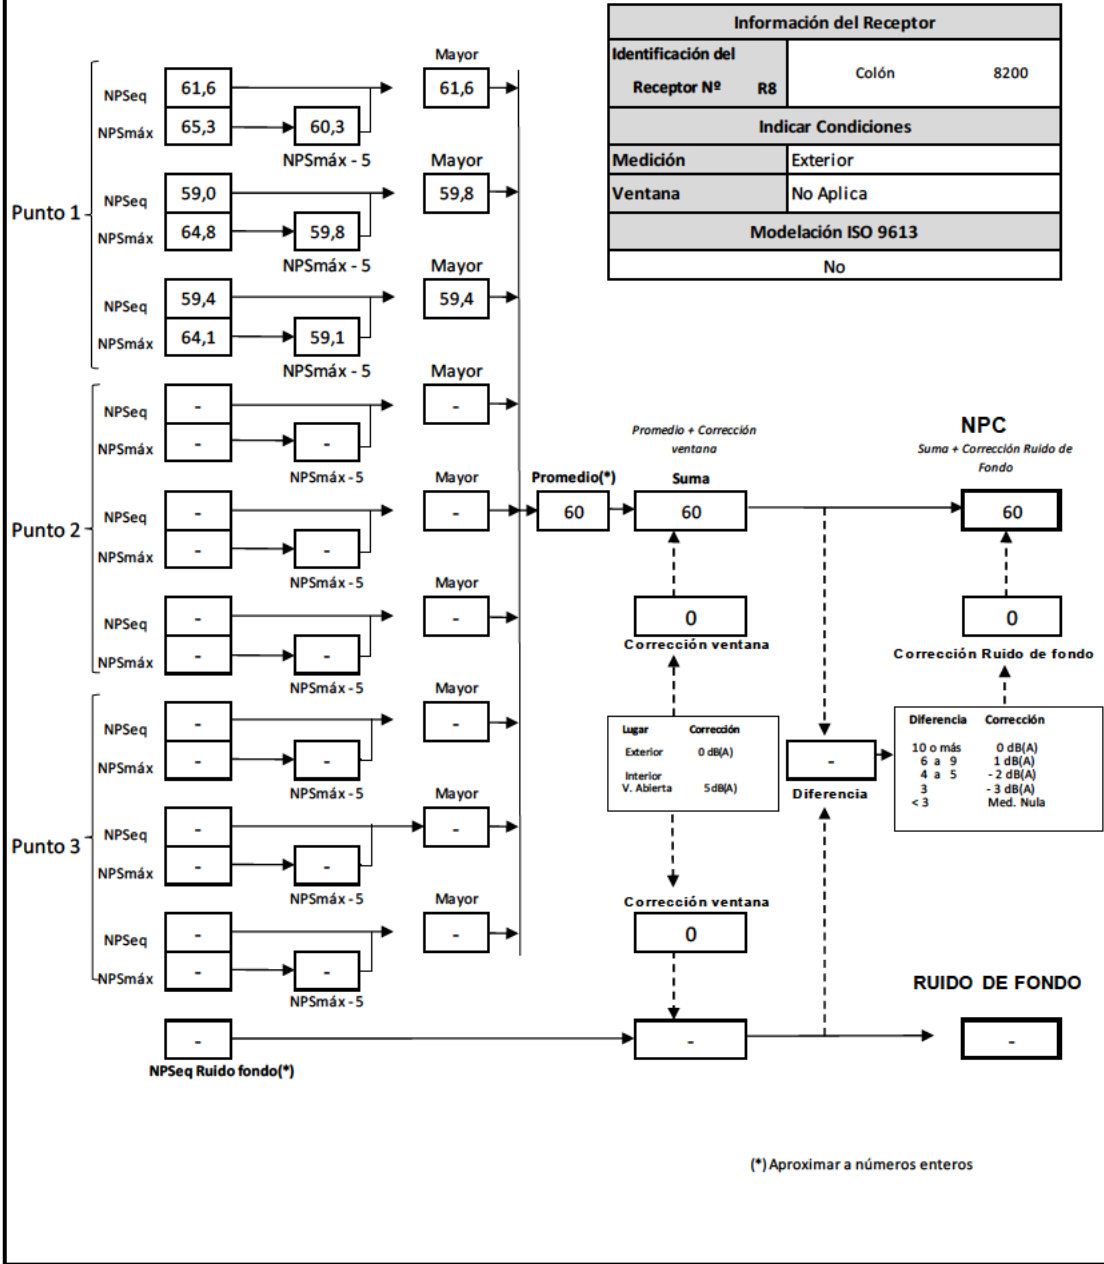 Información del Receptor
Identificación del
Receptor Nº R8
Colón 8200
Indicar Condiciones
Medición Exterior
Ventana No Aplica
Modelación ISO 9613
No
Punto 1
Mayor
NPSeq 61,6 61,6
NPSmáx 65,3 60,3
NPSmáx - 5
Mayor
NPSeq 59,0 59,8
NPSmáx 64,8 59,8
NPSmáx - 5
Mayor
NPSeq 59,4 59,4
NPSmáx 64,1 59,1
NPSmáx - 5
Punto 2
Mayor
NPSeq - -
NPSmáx - -
NPSmáx - 5
Mayor
NPSeq - -
NPSmáx - -
NPSmáx - 5
Mayor
NPSeq - -
NPSmáx - -
NPSmáx - 5
Punto 3
Mayor
NPSeq - -
NPSmáx - -
NPSmáx - 5
Mayor
NPSeq - -
NPSmáx - -
NPSmáx - 5
Mayor
NPSeq - -
NPSmáx - -
NPSmáx - 5
-
NPSeq Ruido fondo(*)
Promedio(*)
60
Promedio + Corrección
ventana
Suma
60
0
Corrección ventana
Lugar Corrección
Exterior 0 dB(A)
Interior
V. Abierta 5 dB(A)
Corrección ventana
0
-
NPC
Suma + Corrección Ruido de
Fondo
60
0
Corrección Ruido de fondo
Diferencia Corrección
10 o más 0 dB(A)
6 a 9 1 dB(A)
4 a 5 - 2 dB(A)
3 - 3 dB(A)
< 3 Med. Nula
-
Diferencia
RUIDO DE FONDO
-
(*) Aproximar a números enteros